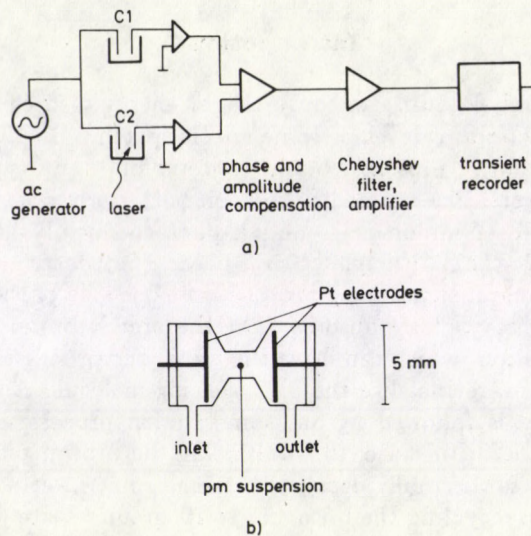 C1
C2
ac
generator
laser
phase and
amplitude
compensation
Chebyshev
filter,
amplifier
transient
recorder
a)
Pt electrodes
5 mm
inlet
outlet
pm suspension
b)